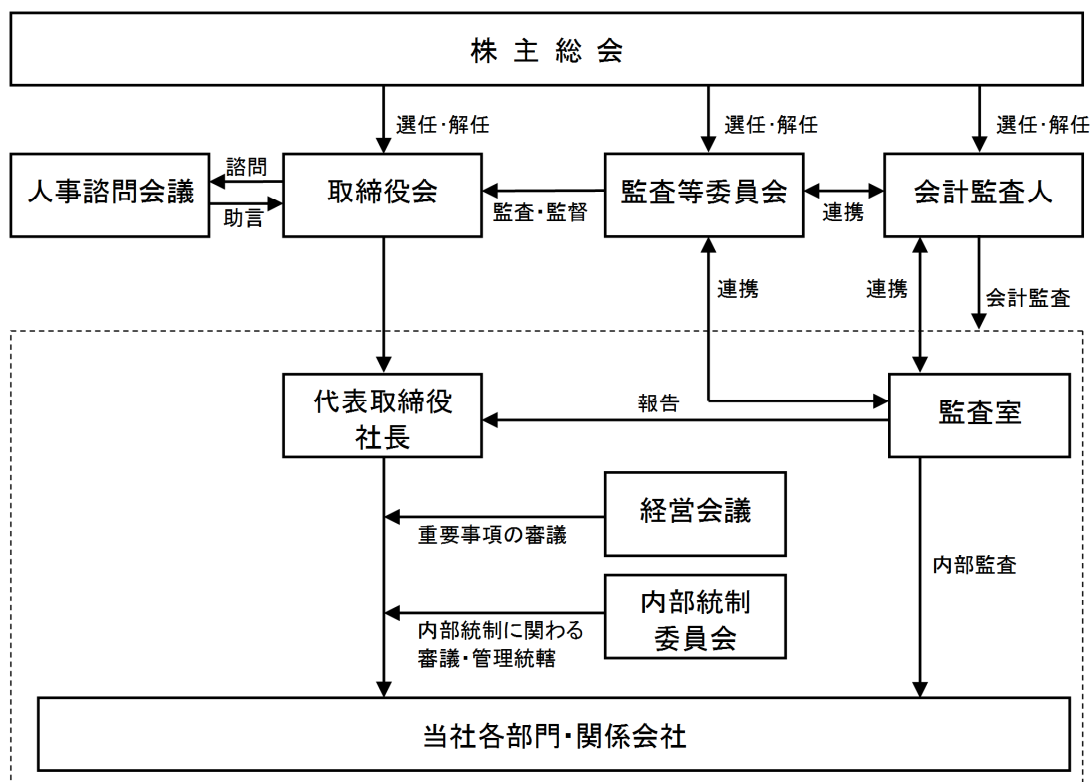 株主総会
選任・解任
選任・解任
選任・解任
人事諮問会議
諮問
助言
取締役会
監査・監督
監査等委員会
連携
会計監査人
連携
連携
会計監査
代表取締役
社長
報告
監査室
経営会議
重要事項の審議
内部監査
内部統制
委員会
内部統制に関わる
審議・管理統轄
当社各部門・関係会社